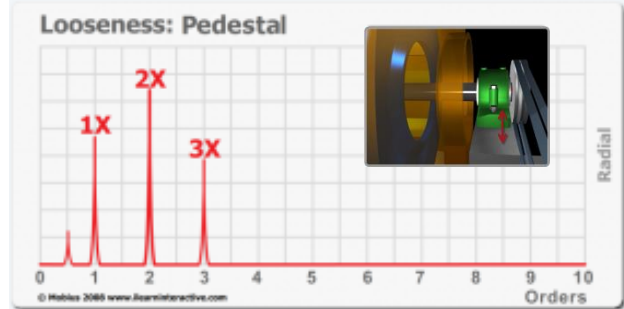 Looseness: Pedestal
2X
1X
3X
Radial
0 1 2 3 4 5 6 7 8 9 10
© Mobius 2008 www.ilearninteractive.com
Orders